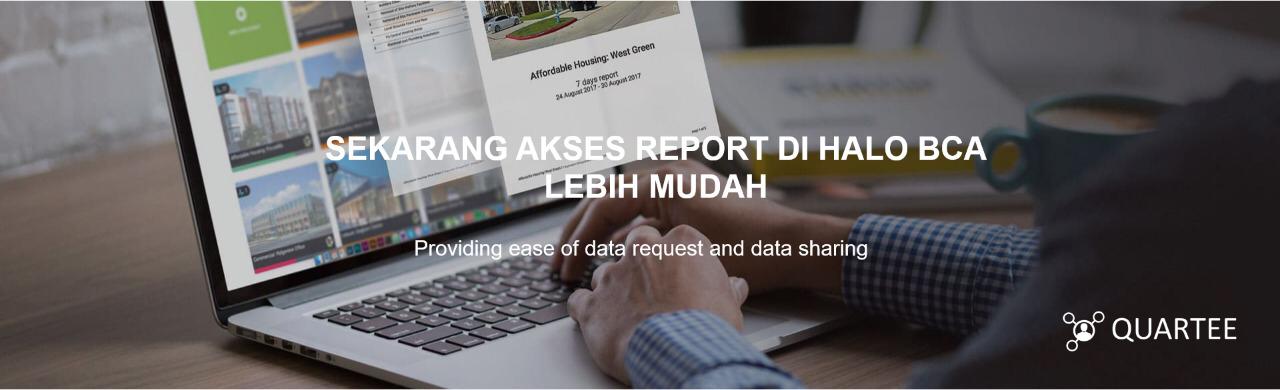 Affordable Housing: West Green
7 days report
24 August 2017 - 30 August 2017
SEKARANG AKSES REPORT DI HALO BCA
LEBIH MUDAH
Providing ease of data request and data sharing
QUARTEE